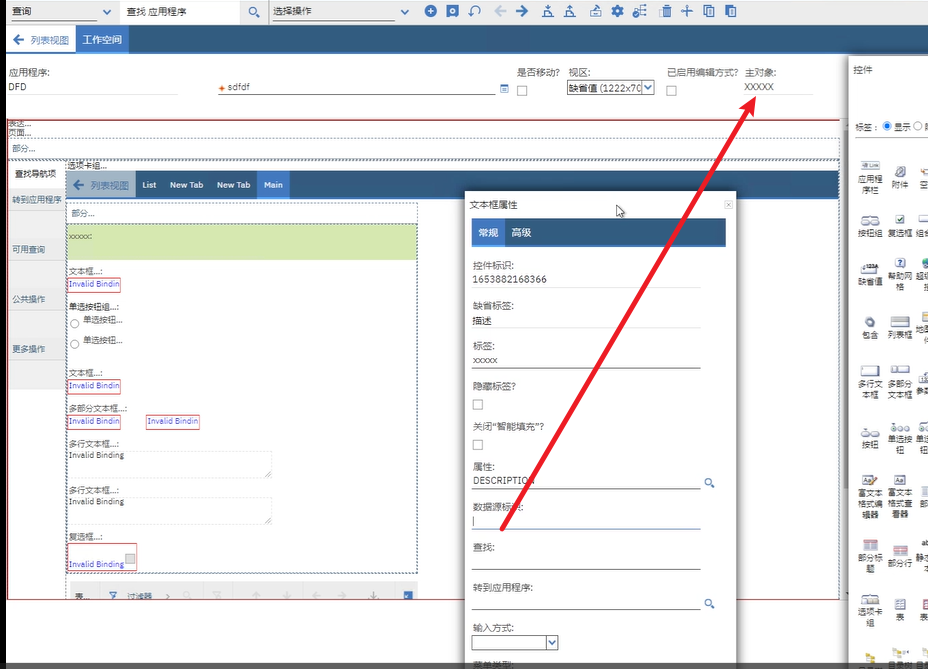 查询
查找 应用程序
选择操作
列表视图
工作空间
应用程序:
DFD
sdfdf
是否移动?
视区:
缺省值 (1222x70
已启用编辑方式?
主对象:
XXXXX
表达...
页面...
部分...
查找导航项
转到应用程序
可用查询
公共操作
更多操作
选项卡组...
列表视图
List
New Tab
New Tab
Main
部分...
xxxxx:
文本框...:
Invalid Bindin
单选按钮组...:
单选按钮...
单选按钮...
文本框...:
Invalid Bindin
多部分文本框...:
Invalid Bindin
Invalid Bindin
多行文本框...:
Invalid Binding
多行文本框...:
Invalid Binding
复选框...:
Invalid Binding
表...
过滤器
文本框属性
常规
高级
控件标识:
1653882168366
缺省标签:
描述
标签:
xxxxx
隐藏标签?
关闭“智能填充”?
属性:
DESCRIPTION
数据源标识:
查找:
转到应用程序:
输入方式:
菜单类型:
控件
标签:
显示
应用程
序栏
附件
按钮组
复选框
缺省值
帮助网
格
包含
列表框
多行文
本框
多部分
文本框
按钮
单选按
钮
富文本
格式编
辑器
富文本
格式查
看器
部分标
题
部分行
选项卡
组
表